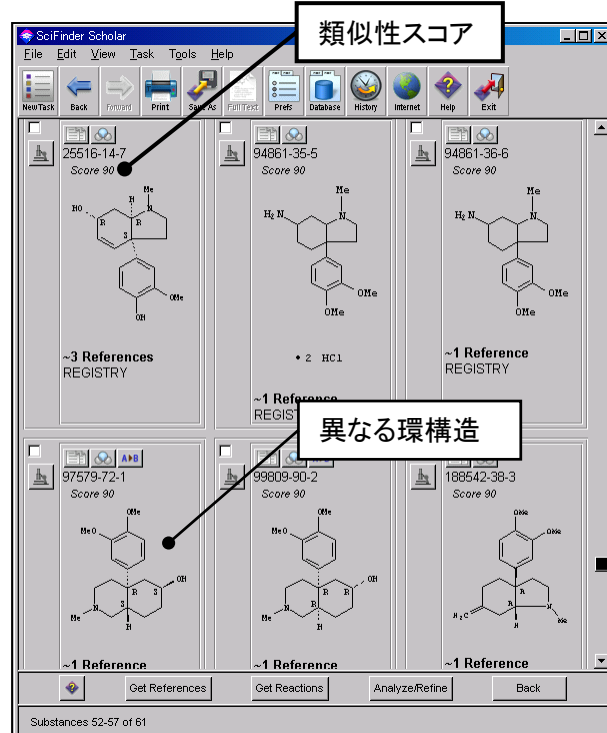 類似性スコア
SciFinder Scholar
File Edit View Task Tools Help
New Task Back Forward Print Save As Full Text Prefs Database History Internet Help Exit
25516-14-7 94861-35-5 94861-36-6
Score 90 Score 90 Score 90
Me H HO N R R S OMe OH
Me H2N N OMe OMe
Me H2N N OMe OMe
• 2 HCl
~3 References ~1 Reference
REGISTRY REGISTRY
~1 Reference
REGIS
異なる環構造
A▶B
97579-72-1 99809-90-2 188542-38-3
Score 90 Score 90 Score 90
OMe MeO OH R S N Me H
OMe MeO OH R R R N Me H
OMe OMe R R H2C N Me H
~1 Reference ~1 Reference ~1 Reference
Get References Get Reactions Analyze/Refine Back
Substances 52-57 of 61